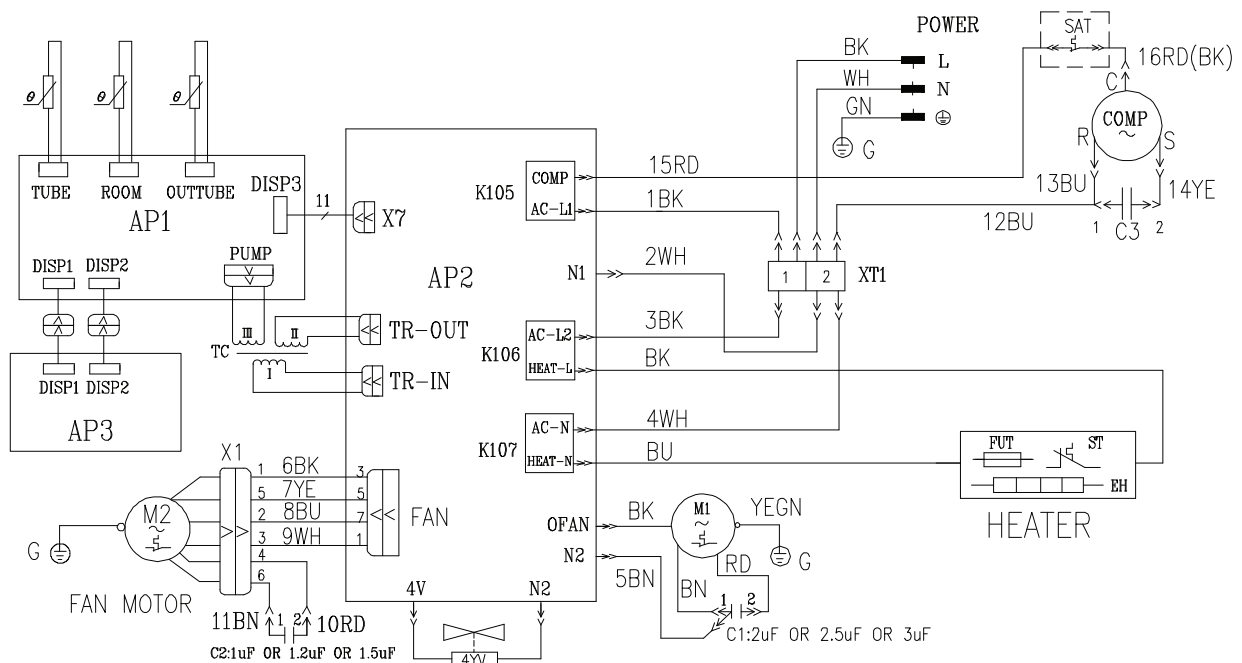 POWER
SAT
BK
L
16RD(BK)
WH
N
C
GN
COMP
~
G
R
S
θ
θ
θ
TUBE
ROOM
OUTTUBE
DISP3
11
X7
AP1
K105
COMP
15RD
13BU
14YE
AC-L1
1BK
12BU
1
C3
2
PUMP
DISP1
DISP2
AP2
N1
2WH
1
2
XT1
III
II
TR-OUT
TC
AC-L2
3BK
K106
HEAT-L
BK
I
TR-IN
DISP1
DISP2
AP3
AC-N
4WH
K107
HEAT-N
BU
FUT
ST
EH
HEATER
X1
1
6BK
3
5
7YE
5
M2
~
2
8BU
7
FAN
3
9WH
1
4
6
G
FAN MOTOR
11BN
1
2
10RD
C2:1uF OR 1.2uF OR 1.5uF
OFAN
BK
M1
~
YEGN
G
N2
5BN
BN
RD
1
2
C1:2uF OR 2.5uF OR 3uF
4V
N2
4YV